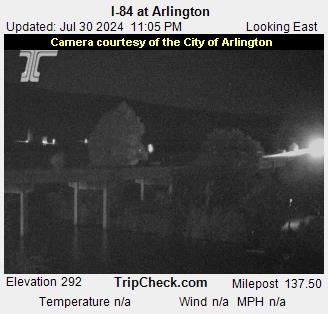 I-84 at Arlington
Updated: Jul 30 2024 11:05 PM Looking East
Camera courtesy of the City of Arlington
Elevation 292 TripCheck.com Milepost 137.50
Temperature n/a Wind n/a MPH n/a